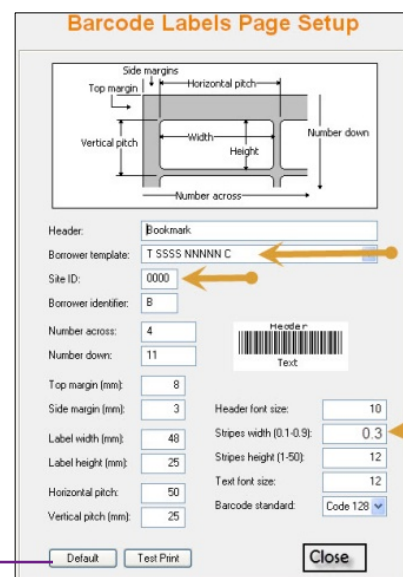 Barcode Labels Page Setup
Side margins
Top margin
Horizontal pitch
Vertical pitch
Width
Height
Number down
Number across
Header: Bookmark
Borrower template: T SSSS NNNNN C
Site ID: 0000
Borrower identifier: B
Number across: 4
Number down: 11
Header
Text
Top margin (mm): 8
Side margin (mm): 3
Label width (mm): 48
Label height (mm): 25
Horizontal pitch: 50
Vertical pitch (mm): 25
Header font size: 10
Stripes width (0.1-0.9): 0.3
Stripes height (1-50): 12
Text font size: 12
Barcode standard: Code 128
Default
Test Print
Close